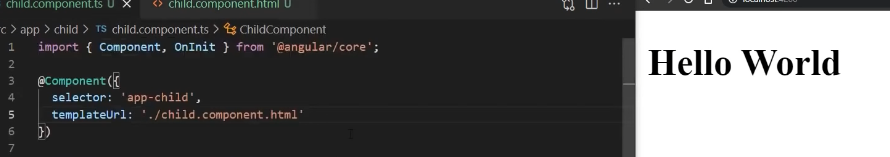 child.component.ts U
child.component.html U
app > child > TS child.component.ts > ChildComponent
1 import { Component, OnInit } from '@angular/core';
2
3 @Component({
4 selector: 'app-child',
5 templateUrl: './child.component.html'
6 })
7
Hello World